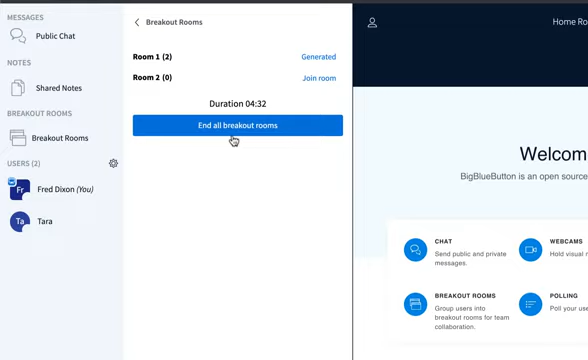 MESSAGES
Public Chat
NOTES
Shared Notes
BREAKOUT ROOMS
Breakout Rooms
USERS (2)
Fr
Fred Dixon (You)
Ta
Tara
Breakout Rooms
Room 1 (2) Generated
Room 2 (0) Join room
Duration 04:32
End all breakout rooms
Home Ro
Welcom
BigBlueButton is an open source
CHAT
Send public and private
messages.
WEBCAMS
Hold visual
BREAKOUT ROOMS
Group users into
breakout rooms for team
collaboration.
POLLING
Poll your use